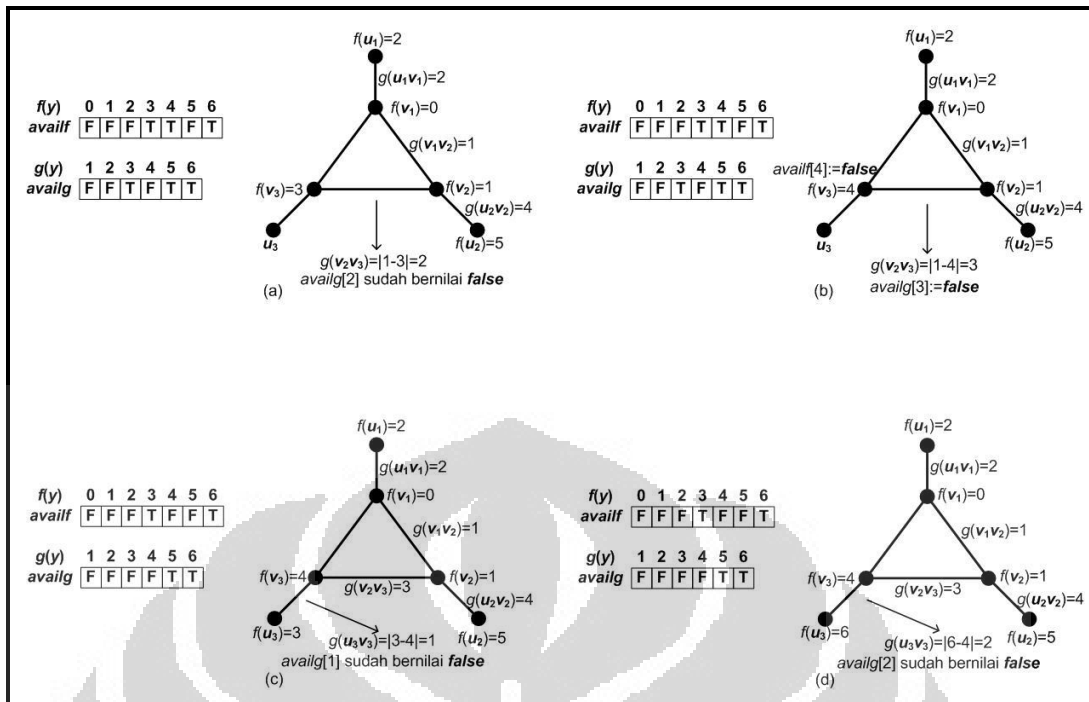 f(u₁)=2
g(u₁v₁)=2
f(y) 0 1 2 3 4 5 6
availf F F F T T F T
f(v₁)=0
g(v₁v₂)=1
g(y) 1 2 3 4 5 6
availg F F T F T T
f(v₃)=3
f(v₂)=1
g(u₂v₂)=4
u₃
f(u₂)=5
g(v₂v₃)=|1-3|=2
availg[2] sudah bernilai false
(a)
f(u₁)=2
g(u₁v₁)=2
f(y) 0 1 2 3 4 5 6
availf F F F T T F T
f(v₁)=0
g(v₁v₂)=1
g(y) 1 2 3 4 5 6
availg F F T F T T
availf[4]:=false
f(v₃)=4
f(v₂)=1
g(u₂v₂)=4
u₃
f(u₂)=5
g(v₂v₃)=|1-4|=3
availg[3]:=false
(b)
f(u₁)=2
g(u₁v₁)=2
f(y) 0 1 2 3 4 5 6
availf F F F T F F T
f(v₁)=0
g(v₁v₂)=1
g(y) 1 2 3 4 5 6
availg F F F F T T
f(v₃)=4
g(v₂v₃)=3
f(v₂)=1
g(u₂v₂)=4
f(u₃)=3
f(u₂)=5
g(u₃v₃)=|3-4|=1
availg[1] sudah bernilai false
(c)
f(u₁)=2
g(u₁v₁)=2
f(y) 0 1 2 3 4 5 6
availf F F F T F F T
f(v₁)=0
g(v₁v₂)=1
g(y) 1 2 3 4 5 6
availg F F F F T T
f(v₃)=4
g(v₂v₃)=3
f(v₂)=1
g(u₂v₂)=4
f(u₃)=6
f(u₂)=5
g(u₃v₃)=|6-4|=2
availg[2] sudah bernilai false
(d)